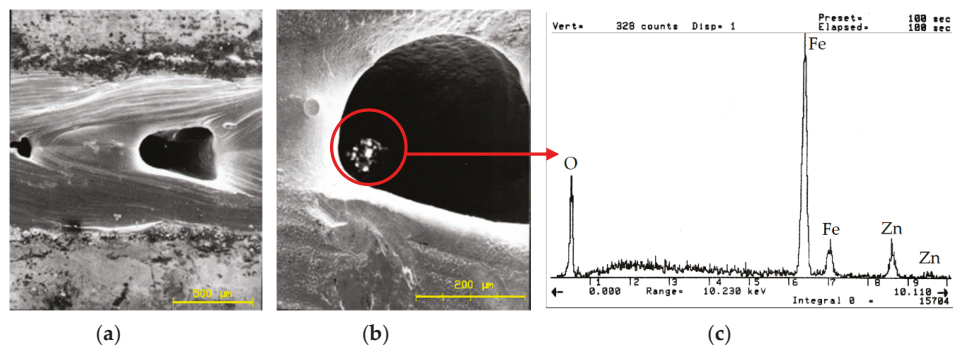 500 μm
(a)
200 μm
(b)
Vert= 328 counts Disp= 1
Preset= 100 sec
Elapsed= 100 sec
Fe
O
Fe
Zn
Zn
1 2 3 4 5 6 7 8 9
0.000 Range= 10.230 keV 10.110
Integral 0 = 15704
(c)